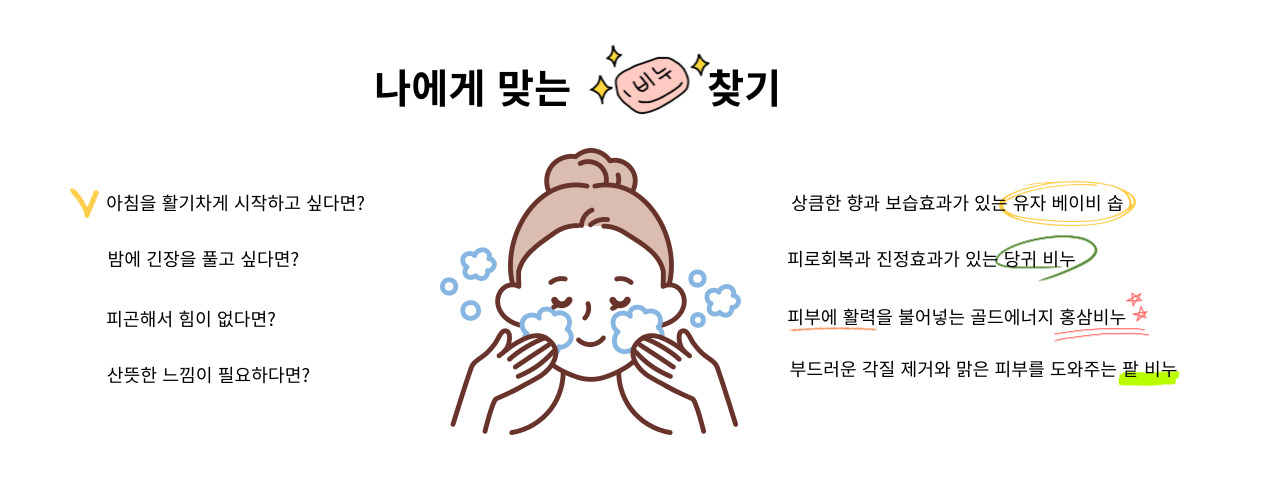 나에게 맞는 비누 찾기
아침을 활기차게 시작하고 싶다면?
상큼한 향과 보습효과가 있는 유자 베이비 솝
밤에 긴장을 풀고 싶다면?
피로회복과 진정효과가 있는 당귀 비누
피곤해서 힘이 없다면?
피부에 활력을 불어넣는 골드에너지 홍삼비누
산뜻한 느낌이 필요하다면?
부드러운 각질 제거와 맑은 피부를 도와주는 팥 비누